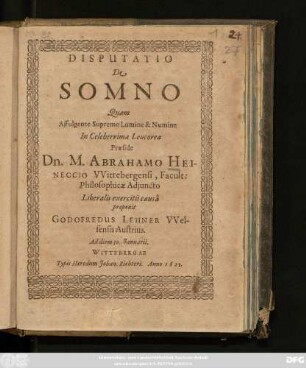 DISPUTATIO
De
SOMNO
Quam
Affulgente Supremo Lumine & Numine
In Celeberrima Leucorea
Præside
DN. M. ABRAHAMO HEI-
NECCIO VVittebergensi, Facult:
Philosophicæ Adjuncto
Liberalis exercitii causâ
proponit
GODOFREDUS LEHNER VVel-
sensis Austrius.
Ad diem 30. Januarii.
WITTEBERGÆ
Typis Hæredum Johan. Richteri. Anno